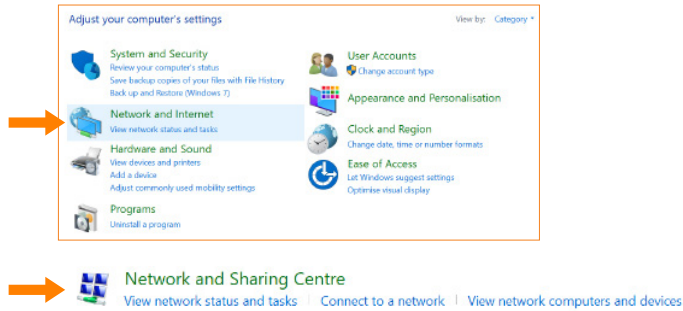 Adjust your computer's settings
View by: Category
System and Security
Review your computer's status
Save backup copies of your files with File History
Back up and Restore (Windows 7)
Network and Internet
View network status and tasks
Hardware and Sound
View devices and printers
Add a device
Adjust commonly used mobility settings
Programs
Uninstall a program
User Accounts
Change account type
Appearance and Personalisation
Clock and Region
Change date, time or number formats
Ease of Access
Let Windows suggest settings
Optimise visual display
Network and Sharing Centre
View network status and tasks Connect to a network View network computers and devices